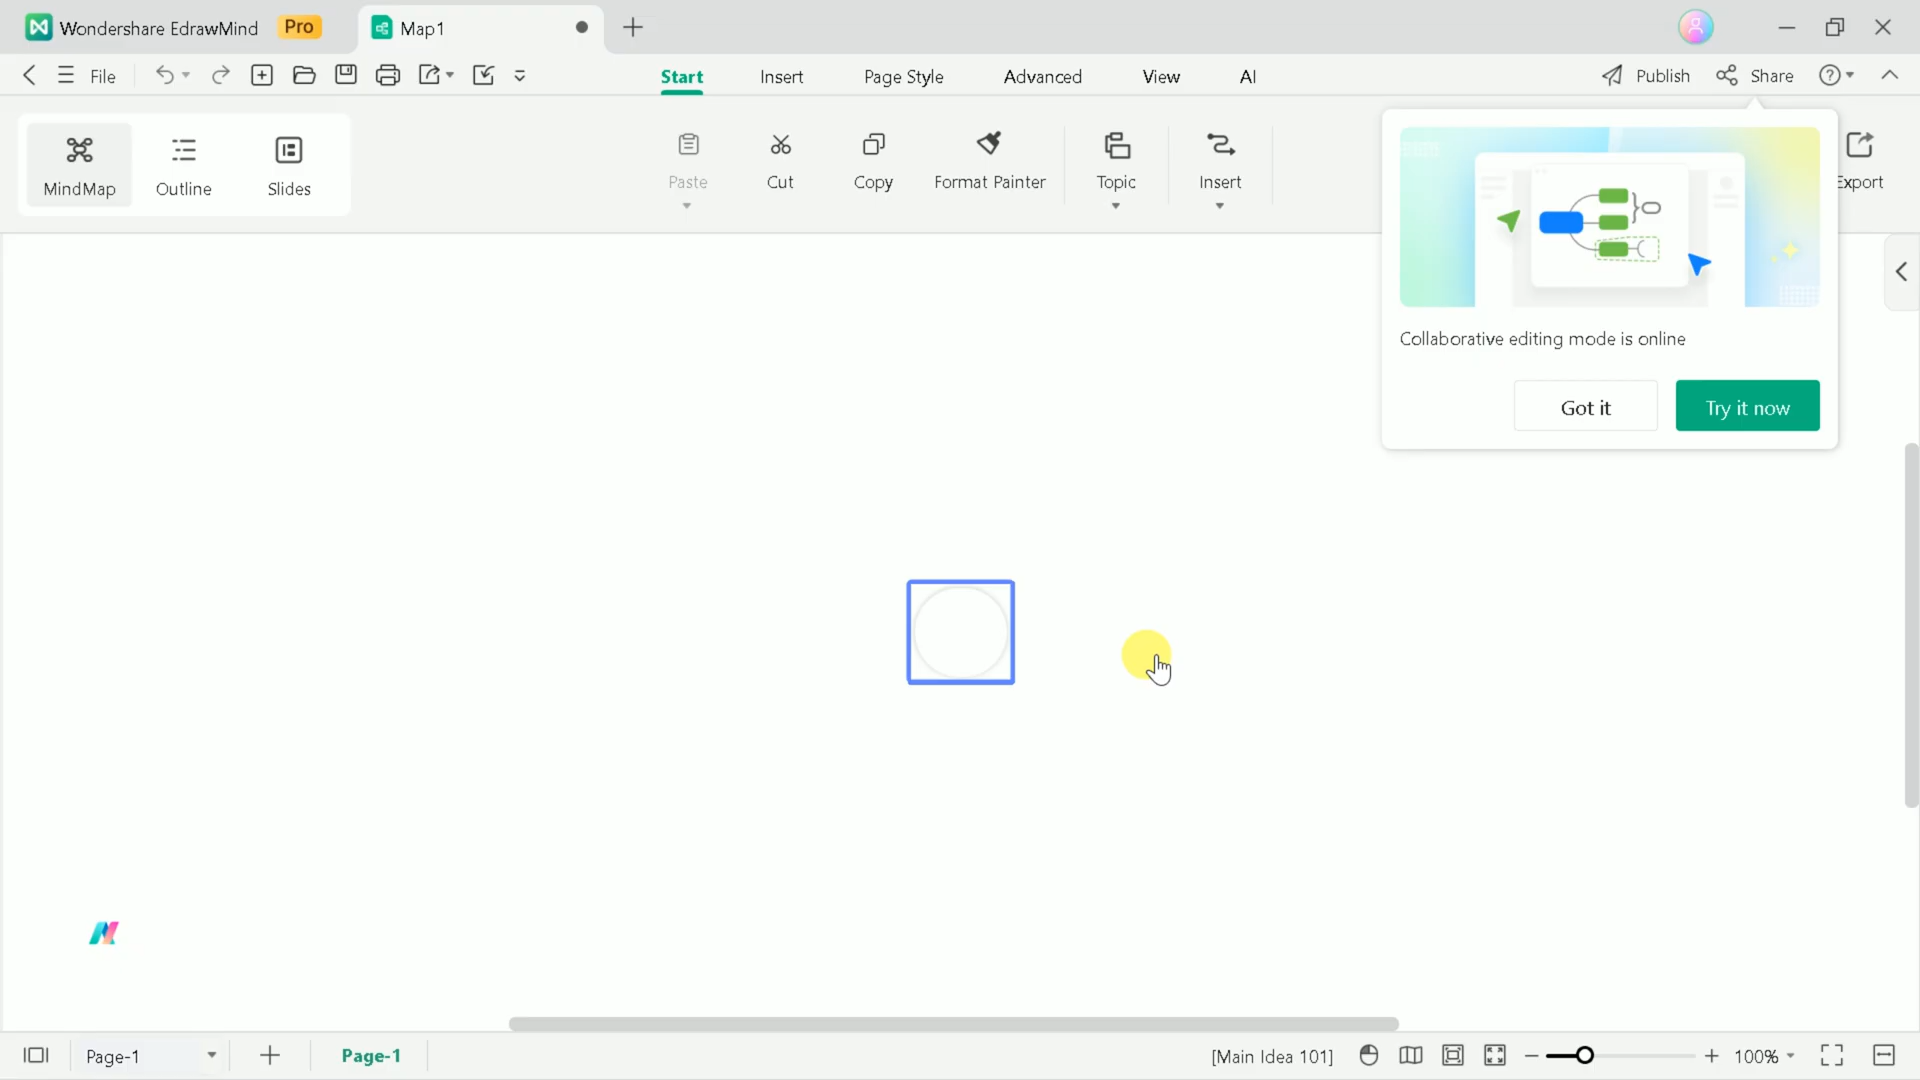 Wondershare EdrawMind Pro Map1
File Start Insert Page Style Advanced View AI Publish Share
MindMap Outline Slides Paste Cut Copy Format Painter Topic Insert Export
Collaborative editing mode is online
Got it Try it now
Page-1 Page-1 [Main Idea 101] 100%